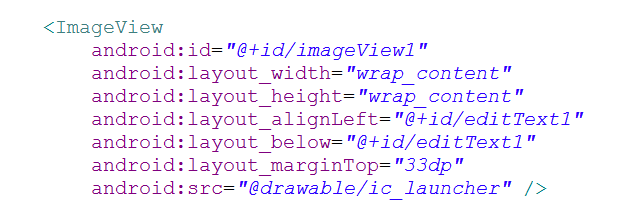 <ImageView
android:id="@+id/imageView1"
android:layout_width="wrap_content"
android:layout_height="wrap_content"
android:layout_alignLeft="@+id/editText1"
android:layout_below="@+id/editText1"
android:layout_marginTop="33dp"
android:src="@drawable/ic_launcher" />